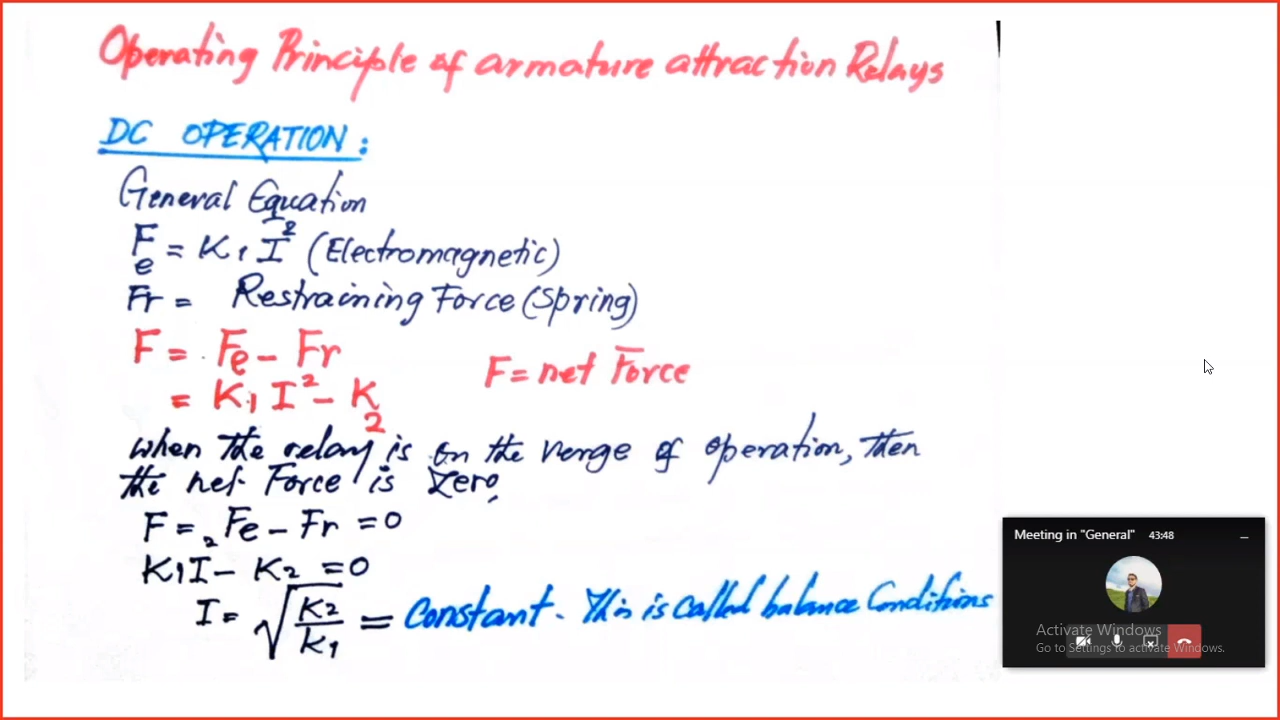 Operating Principle of armature attraction Relays
DC OPERATION:
General Equation
Fe = K1 I² (Electromagnetic)
Fr = Restraining Force (Spring)
F = Fe - Fr
F = net Force
= K1 I² - K2
when the relay is on the verge of operation, then
the net Force is Zero,
F = Fe - Fr = 0
K1I² - K2 = 0
I = √K2/K1 = Constant. This is called balance Conditions
Meeting in "General" 43:48
Activate Windows
Go to Settings to activate Windows.